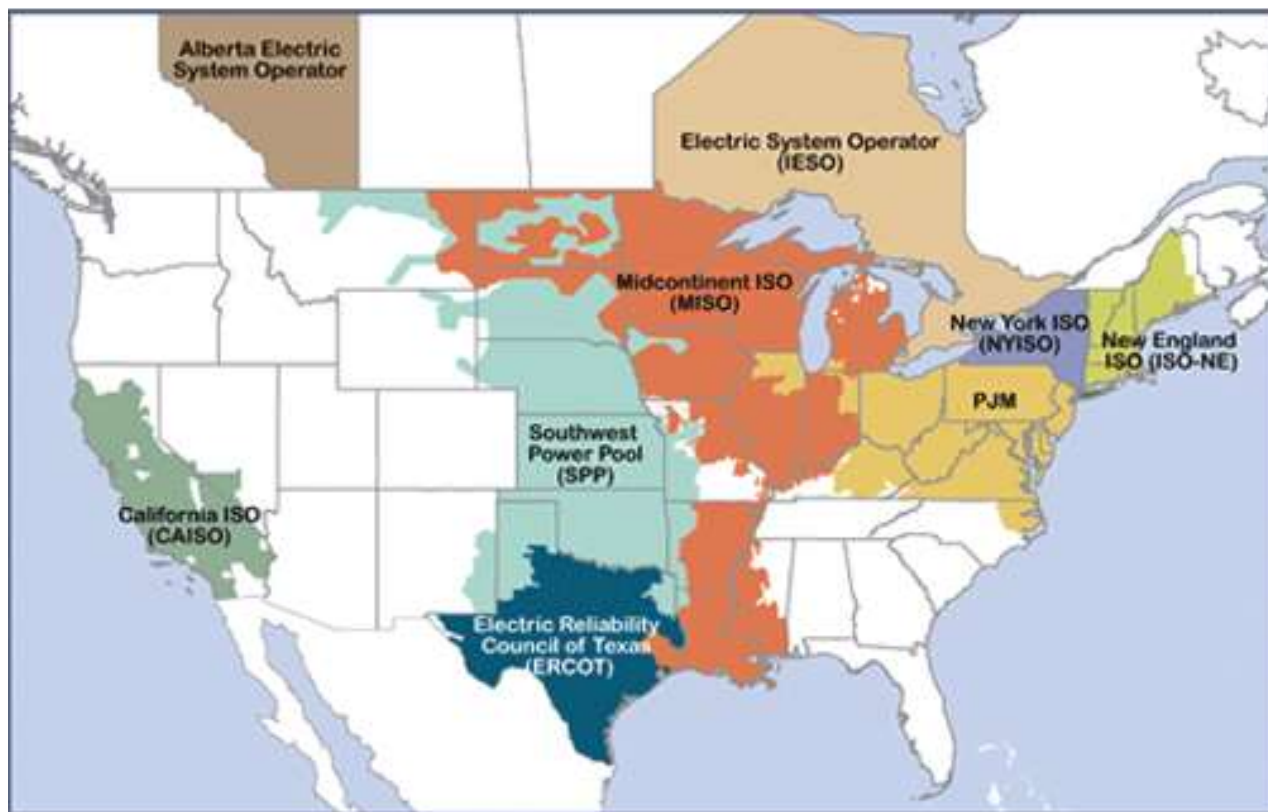 Alberta Electric
System Operator
Electric System Operator
(IESO)
Midcontinent ISO
(MISO)
New York ISO
(NYISO)
New England
ISO (ISO-NE)
PJM
Southwest
Power Pool
(SPP)
California ISO
(CAISO)
Electric Reliability
Council of Texas
(ERCOT)